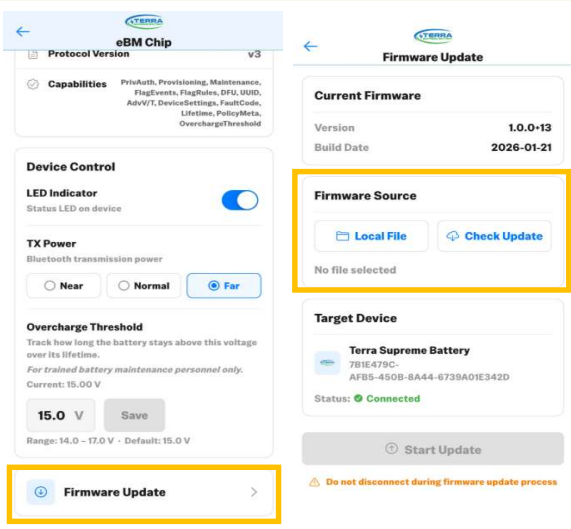 TERRA
eBM Chip
Protocol Version v3
Capabilities PrivAuth, Provisioning, Maintenance,
FlagEvents, FlagRules, DFU, UUID,
AdvV/T, DeviceSettings, FaultCode,
Lifetime, PolicyMeta,
OverchargeThreshold
Device Control
LED Indicator
Status LED on device
TX Power
Bluetooth transmission power
Near Normal Far
Overcharge Threshold
Track how long the battery stays above this voltage
over its lifetime.
For trained battery maintenance personnel only.
Current: 15.00 V
15.0 V Save
Range: 14.0 – 17.0 V · Default: 15.0 V
Firmware Update
TERRA
Firmware Update
Current Firmware
Version 1.0.0+13
Build Date 2026-01-21
Firmware Source
Local File Check Update
No file selected
Target Device
Terra Supreme Battery
7B1E479C-
AFB5-450B-8A44-6739A01E342D
Status: Connected
Start Update
Do not disconnect during firmware update process